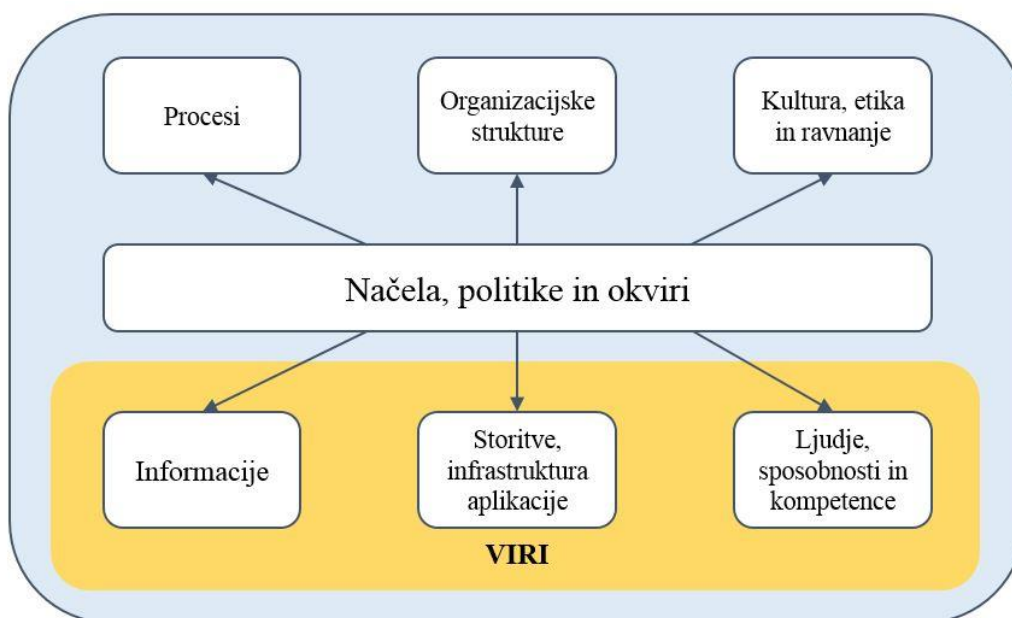 Procesi
Organizacijske
strukture
Kultura, etika
in ravnanje
Načela, politike in okviri
Informacije
Storitve,
infrastruktura
aplikacije
Ljudje,
sposobnosti in
kompetence
VIRI